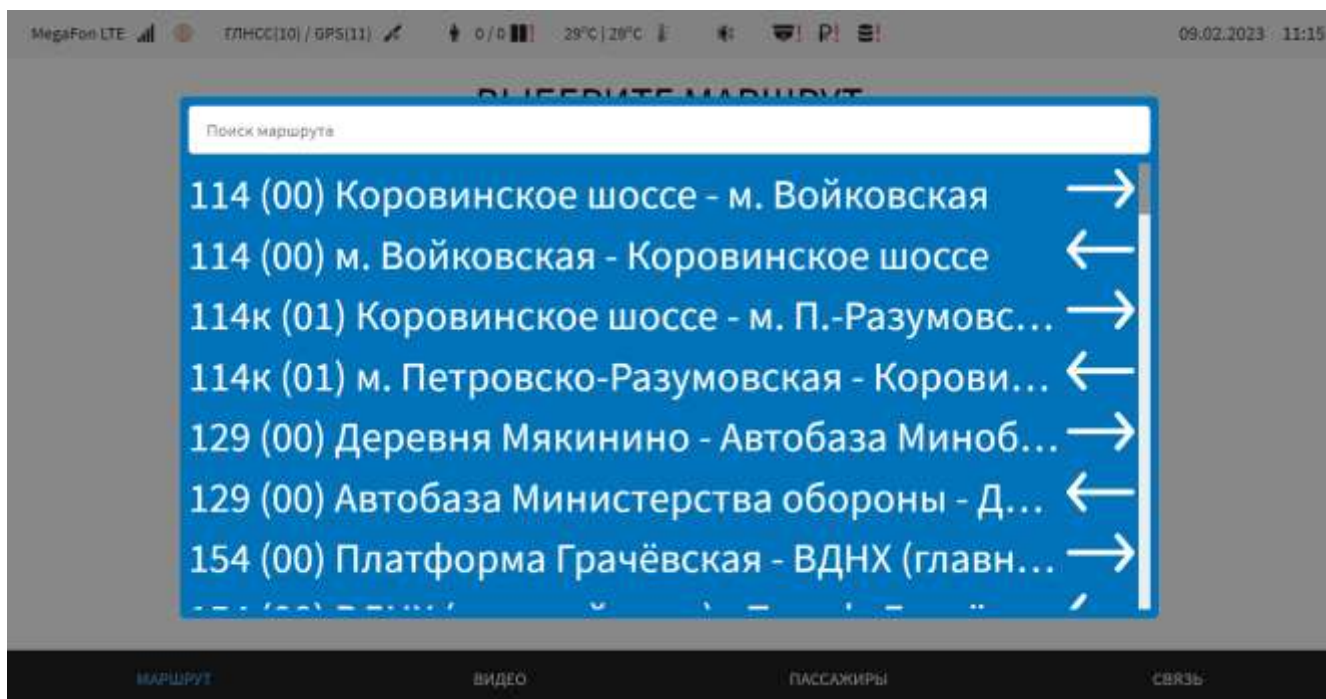 MegaFon LTE ГЛНСС(10) / GPS(11) 0 / 0 ! 29°C | 29°C ! ₽! ! 09.02.2023 11:15
ВЫБЕРИТЕ МАРШРУТ
Поиск маршрута
114 (00) Коровинское шоссе - м. Войковская →
114 (00) м. Войковская - Коровинское шоссе ←
114к (01) Коровинское шоссе - м. П.-Разумовс... →
114к (01) м. Петровско-Разумовская - Корови... ←
129 (00) Деревня Мякинино - Автобаза Миноб... →
129 (00) Автобаза Министерства обороны - Д... ←
154 (00) Платформа Грачёвская - ВДНХ (главн... →
МАРШРУТ ВИДЕО ПАССАЖИРЫ СВЯЗЬ